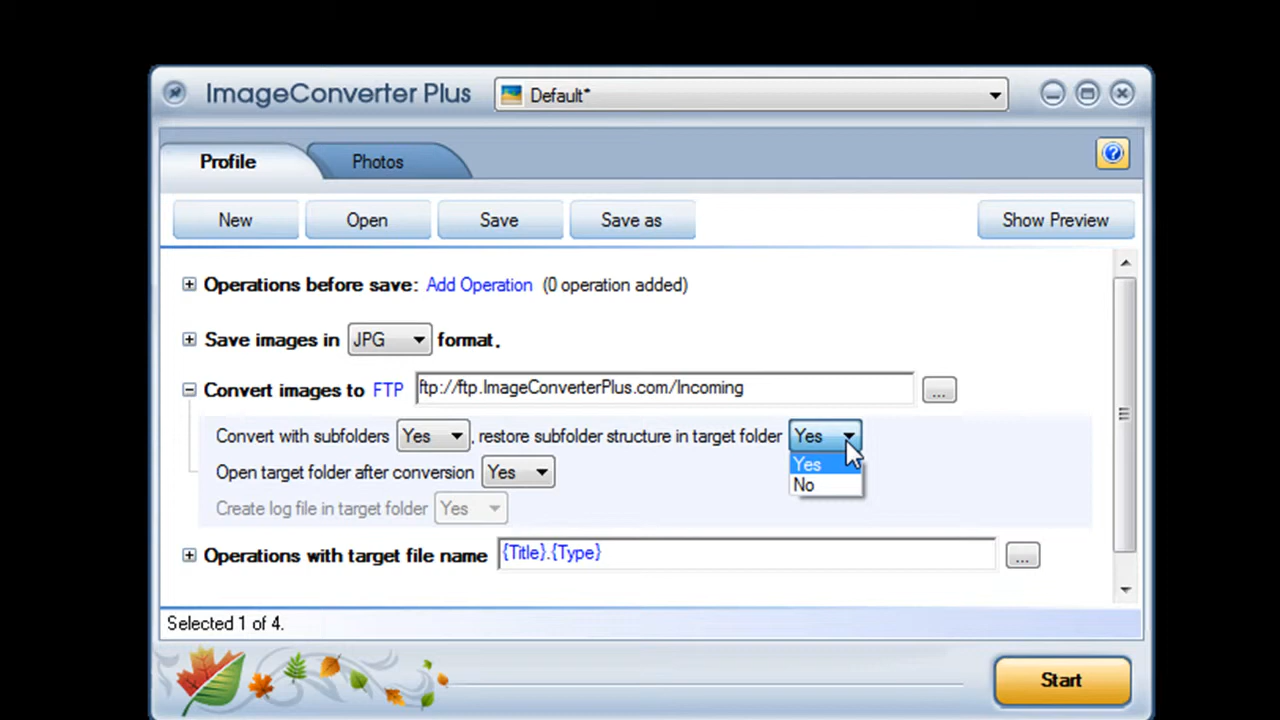 ImageConverter Plus Default*
Profile Photos
New Open Save Save as Show Preview
Operations before save: Add Operation (0 operation added)
Save images in JPG format.
Convert images to FTP ftp://ftp.ImageConverterPlus.com/Incoming ...
Convert with subfolders Yes , restore subfolder structure in target folder Yes
Yes
No
Open target folder after conversion Yes
Create log file in target folder Yes
Operations with target file name {Title}.{Type} ...
Selected 1 of 4.
Start